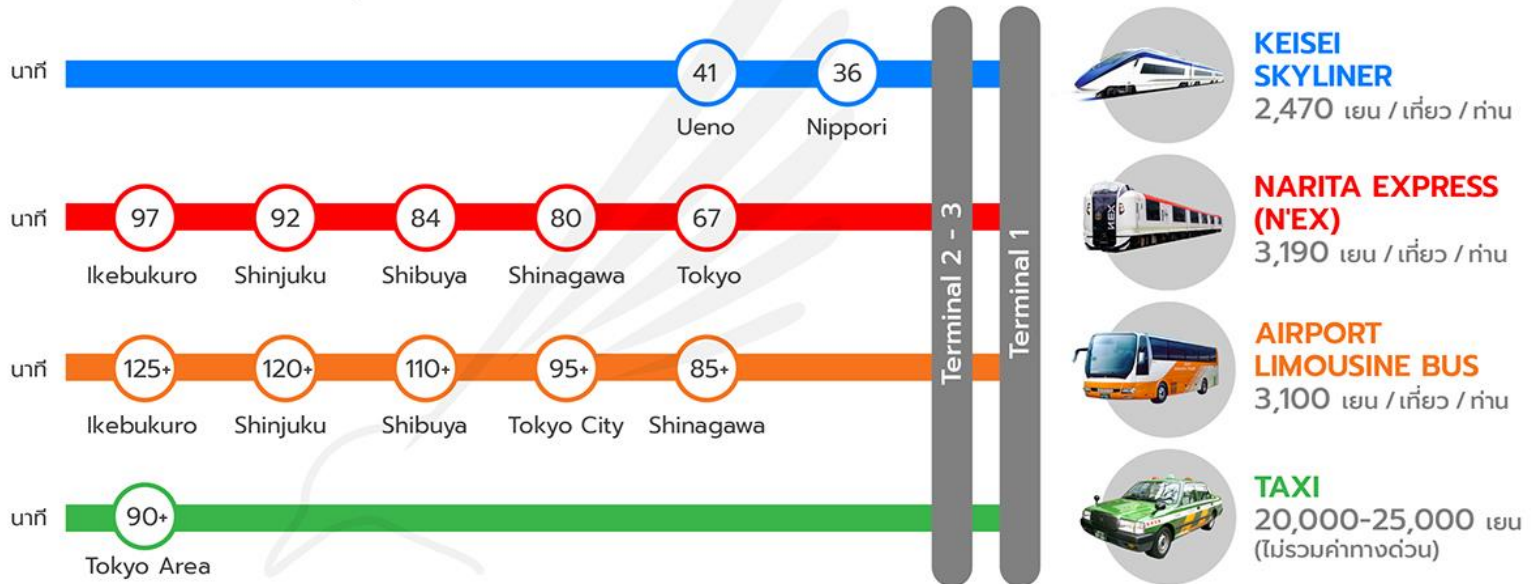 นาที
41
36
Ueno
Nippori
KEISEI
SKYLINER
2,470 เยน / เที่ยว / ท่าน
นาที
97
92
84
80
67
Ikebukuro
Shinjuku
Shibuya
Shinagawa
Tokyo
NARITA EXPRESS
(N'EX)
3,190 เยน / เที่ยว / ท่าน
นาที
125+
120+
110+
95+
85+
Ikebukuro
Shinjuku
Shibuya
Tokyo City
Shinagawa
AIRPORT
LIMOUSINE BUS
3,100 เยน / เที่ยว / ท่าน
นาที
90+
Tokyo Area
TAXI
20,000-25,000 เยน
(ไม่รวมค่าทางด่วน)
Terminal 2 - 3
Terminal 1
N'EX